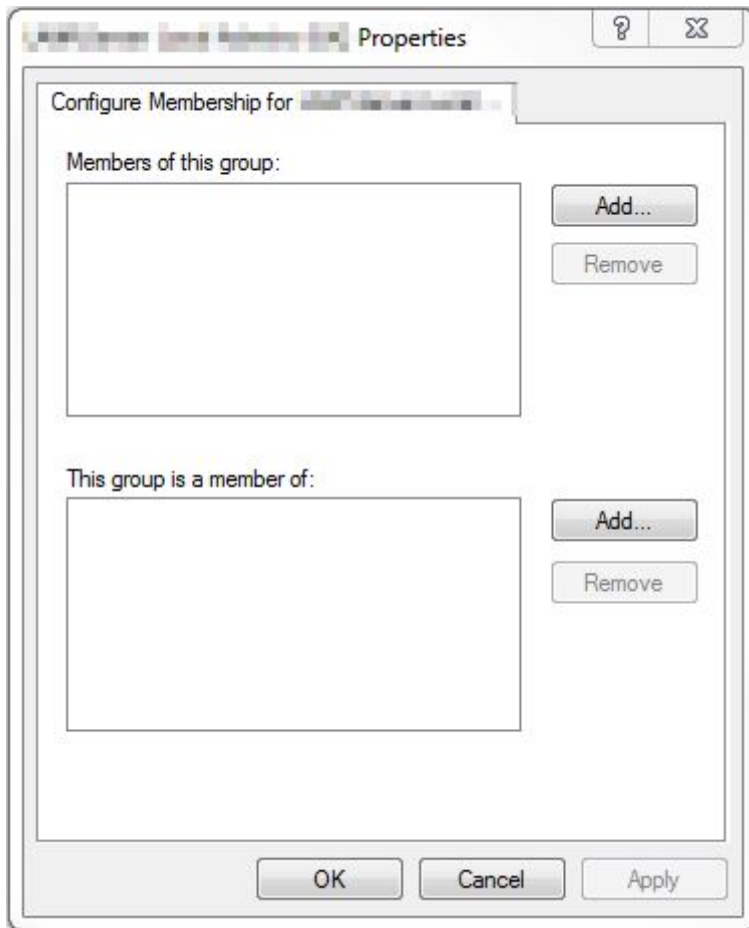 Properties
Configure Membership for
Members of this group:
Add...
Remove
This group is a member of:
Add...
Remove
OK
Cancel
Apply